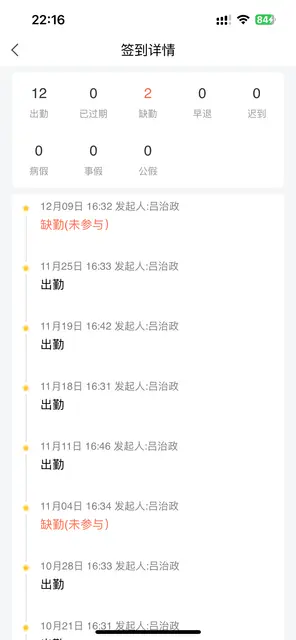 22:16
84
签到详情
12 0 2 0 0
出勤 已过期 缺勤 早退 迟到
0 0 0
病假 事假 公假
12月09日 16:32 发起人:吕治政
缺勤(未参与)
11月25日 16:33 发起人:吕治政
出勤
11月19日 16:42 发起人:吕治政
出勤
11月18日 16:31 发起人:吕治政
出勤
11月11日 16:46 发起人:吕治政
出勤
11月04日 16:34 发起人:吕治政
缺勤(未参与)
10月28日 16:33 发起人:吕治政
出勤
10月21日 16:31 发起人:吕治政